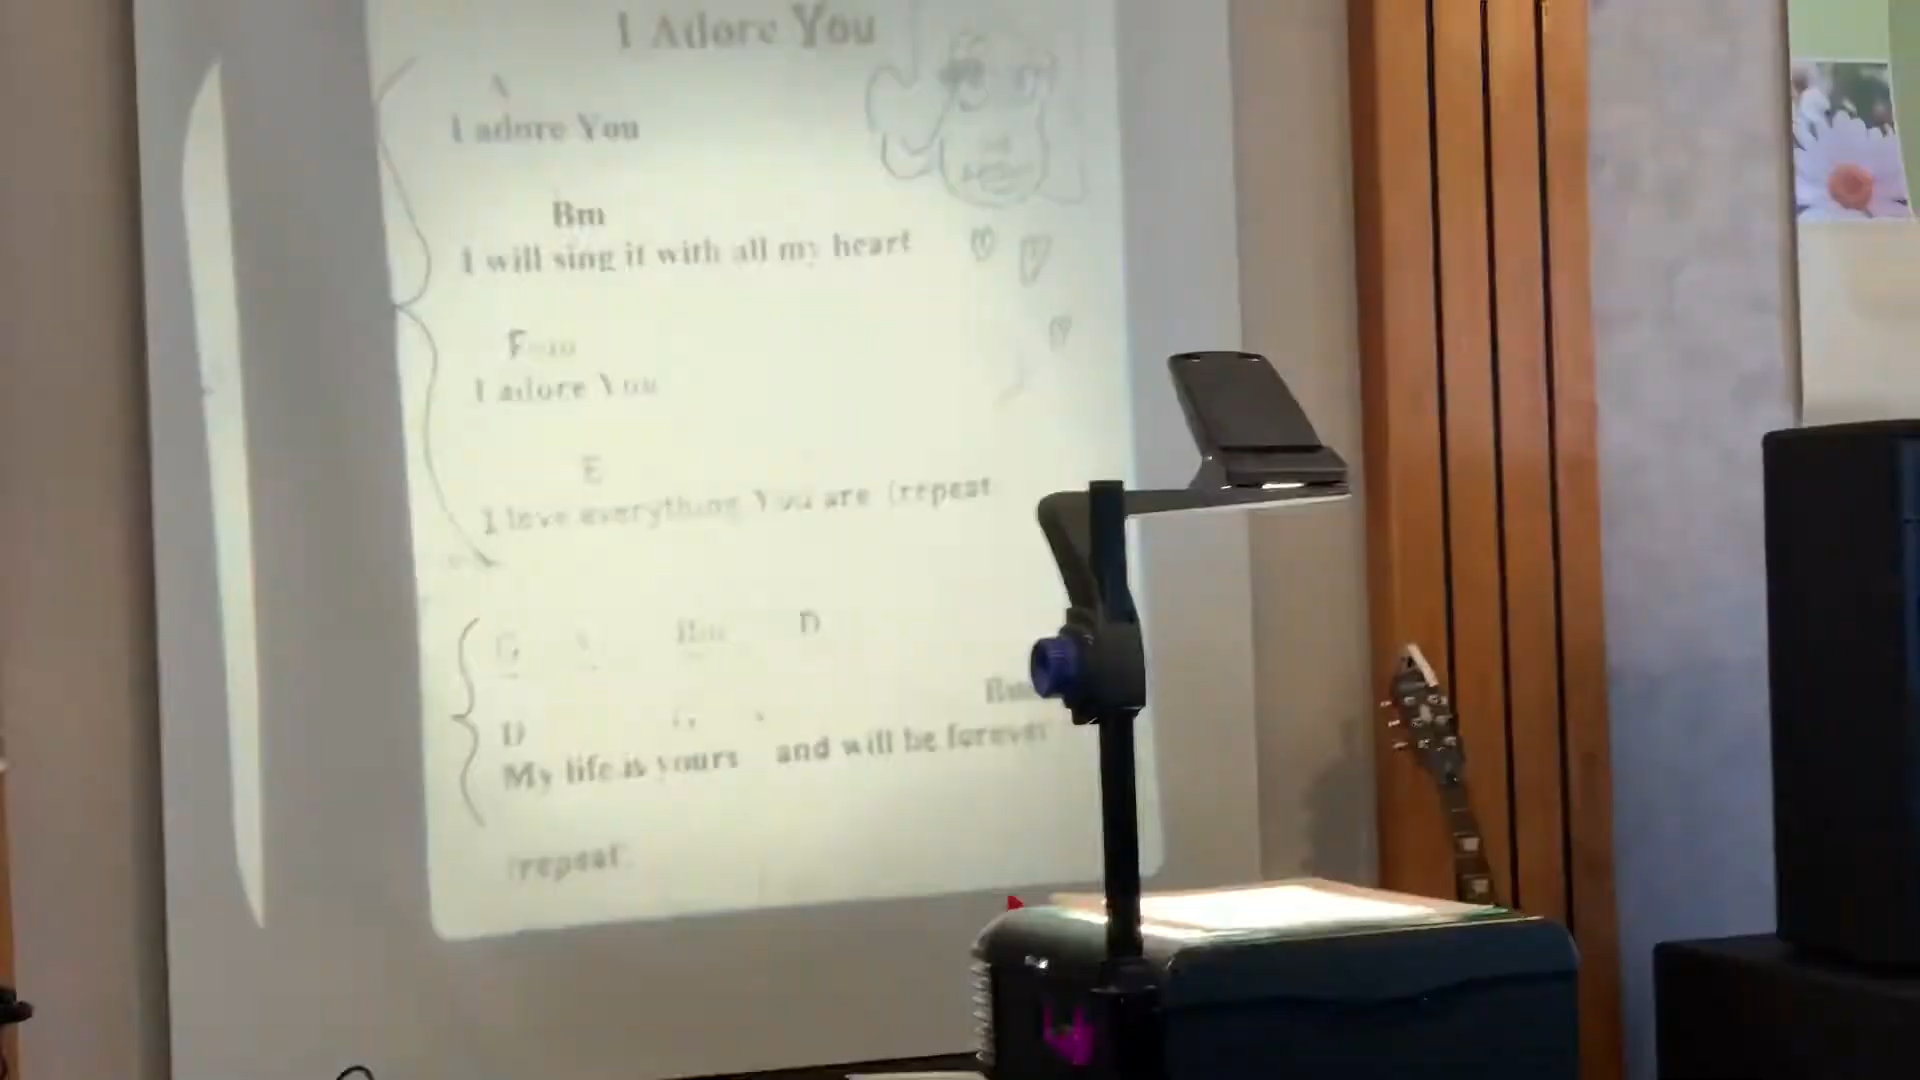 I Adore You
A
I adore You
Bm
I will sing it with all my heart
I adore You
E
I love everything You are (repeat
G Bm D
D Bm
My life is yours and will be forever
(repeat)